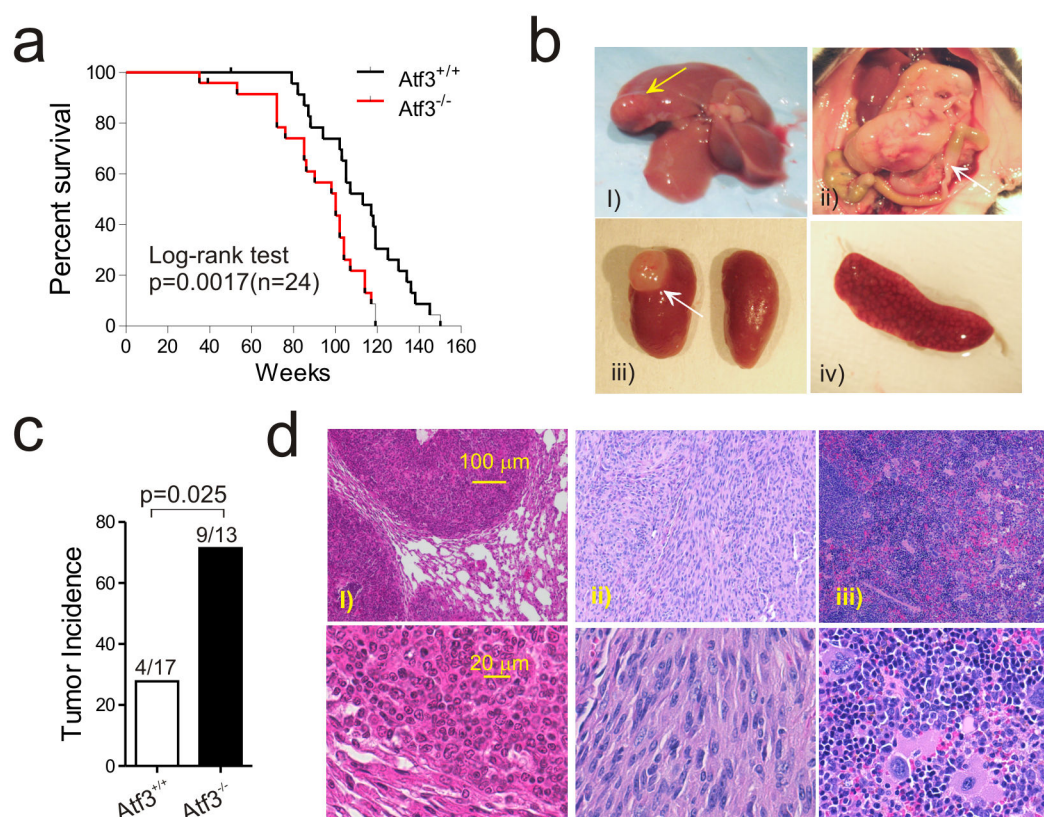 a
Percent survival
100
80
60
40
20
0
0 20 40 60 80 100 120 140 160
Weeks
Atf3+/+
Atf3-/-
Log-rank test
p=0.0017(n=24)
b
I)
ii)
iii)
iv)
c
Tumor Incidence
80
60
40
20
0
p=0.025
4/17
9/13
Atf3+/+
Atf3-/-
d
100 μm
I)
ii)
iii)
20 μm